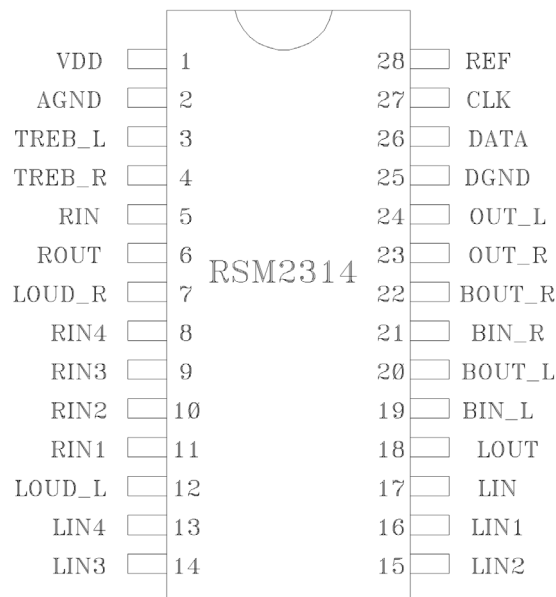 VDD 1 28 REF
AGND 2 27 CLK
TREB_L 3 26 DATA
TREB_R 4 25 DGND
RIN 5 24 OUT_L
ROUT 6 23 OUT_R
RSM2314
LOUD_R 7 22 BOUT_R
RIN4 8 21 BIN_R
RIN3 9 20 BOUT_L
RIN2 10 19 BIN_L
RIN1 11 18 LOUT
LOUD_L 12 17 LIN
LIN4 13 16 LIN1
LIN3 14 15 LIN2